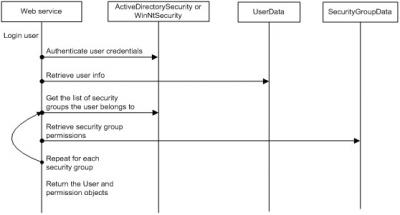 Web service
ActiveDirectorySecurity or
WinNtSecurity
UserData
SecurityGroupData
Login user
Authenticate user credentials
Retrieve user info
Get the list of security
groups the user belongs to
Retrieve security group
permissions
Repeat for each
security group
Return the User and
permission objects